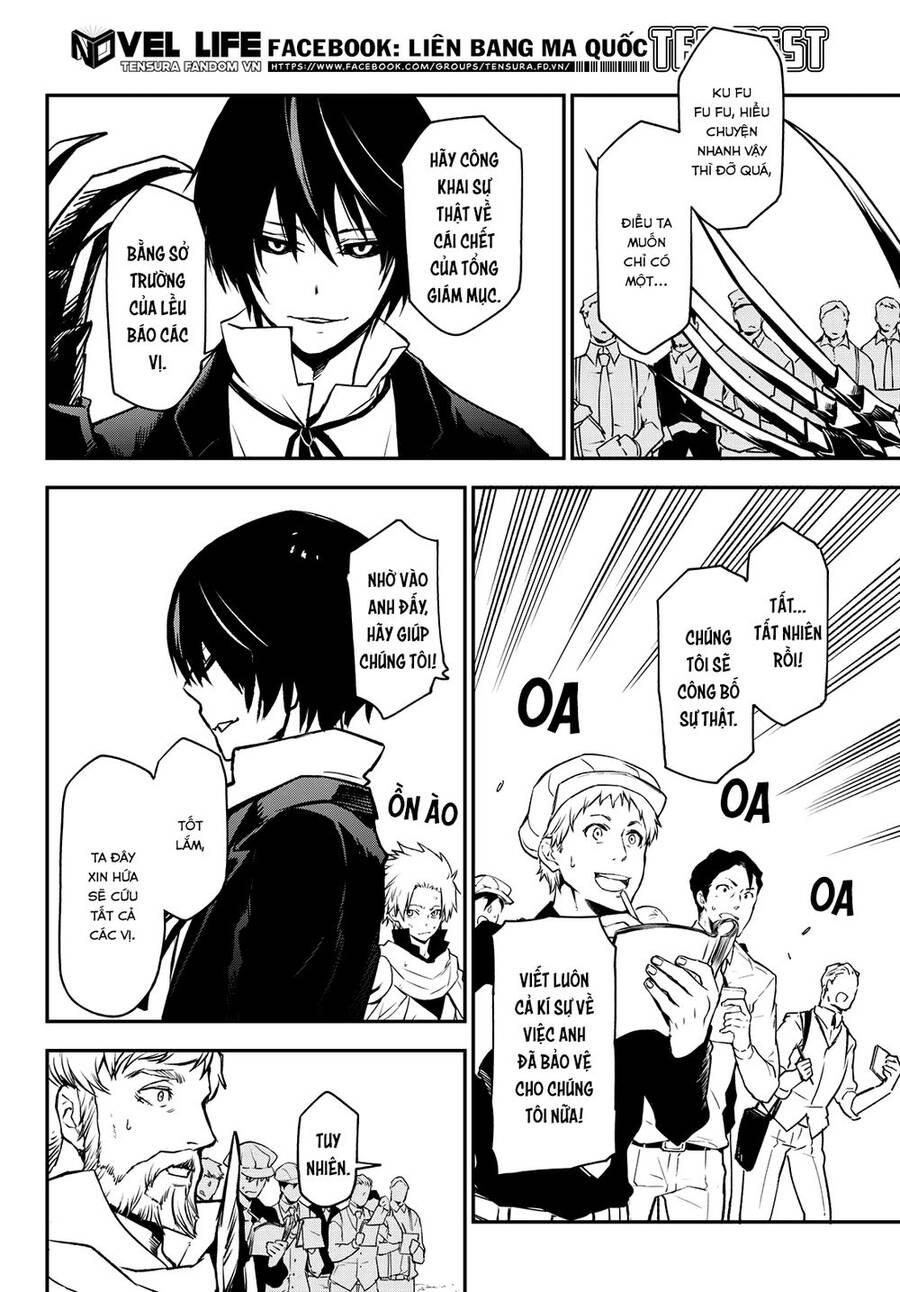 NOVEL LIFE
TENSURA FANDOM VN
FACEBOOK: LIÊN BANG MA QUỐC
HTTPS://WWW.FACEBOOK.COM/GROUPS/TENSURA.FD.VN/
KU FU
FU FU, HIỂU
CHUYỆN
NHANH VẬY
THÌ ĐỠ QUÁ,
ĐIỀU TA
MUỐN
CHỈ CÓ
MỘT...
HÃY CÔNG
KHAI SỰ
THẬT VỀ
CÁI CHẾT
CỦA TỔNG
GIÁM MỤC.
BẰNG SỞ
TRƯỜNG
CỦA LỀU
BÁO CÁC
VỊ.
TẤT...
TẤT NHIÊN
RỒI!
CHÚNG
TÔI SẼ
CÔNG BỐ
SỰ THẬT.
OA
OA
OA
VIẾT LUÔN
CẢ KÍ SỰ VỀ
VIỆC ANH
ĐÃ BẢO VỆ
CHO CHÚNG
TÔI NỮA!
NHỜ VÀO
ANH ĐẤY,
HÃY GIÚP
CHÚNG TÔI!
ỒN ÀO
TỐT
LẮM,
TA ĐÂY
XIN HỨA
SẼ CỨU
TẤT CẢ
CÁC VỊ.
TUY
NHIÊN.